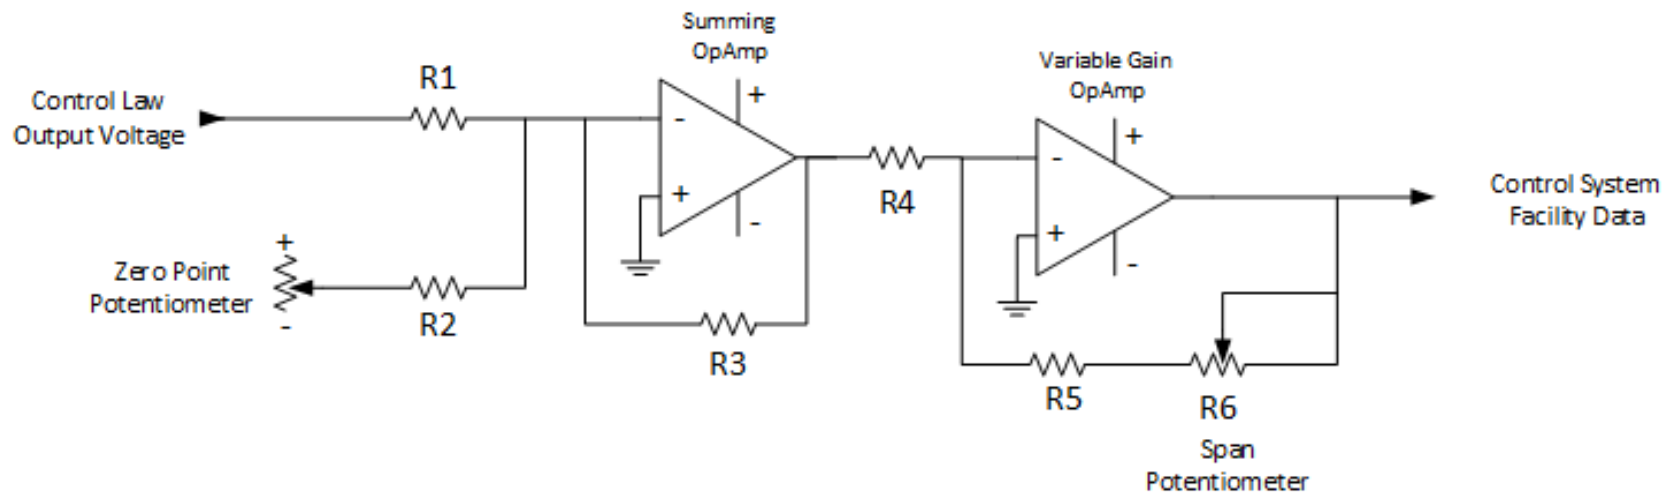 Summing
OpAmp
Variable Gain
OpAmp
R1
Control Law
Output Voltage
+
-
+
-
+
-
+
-
R4
Control System
Facility Data
+
Zero Point
Potentiometer
-
R2
R3
R5
R6
Span
Potentiometer